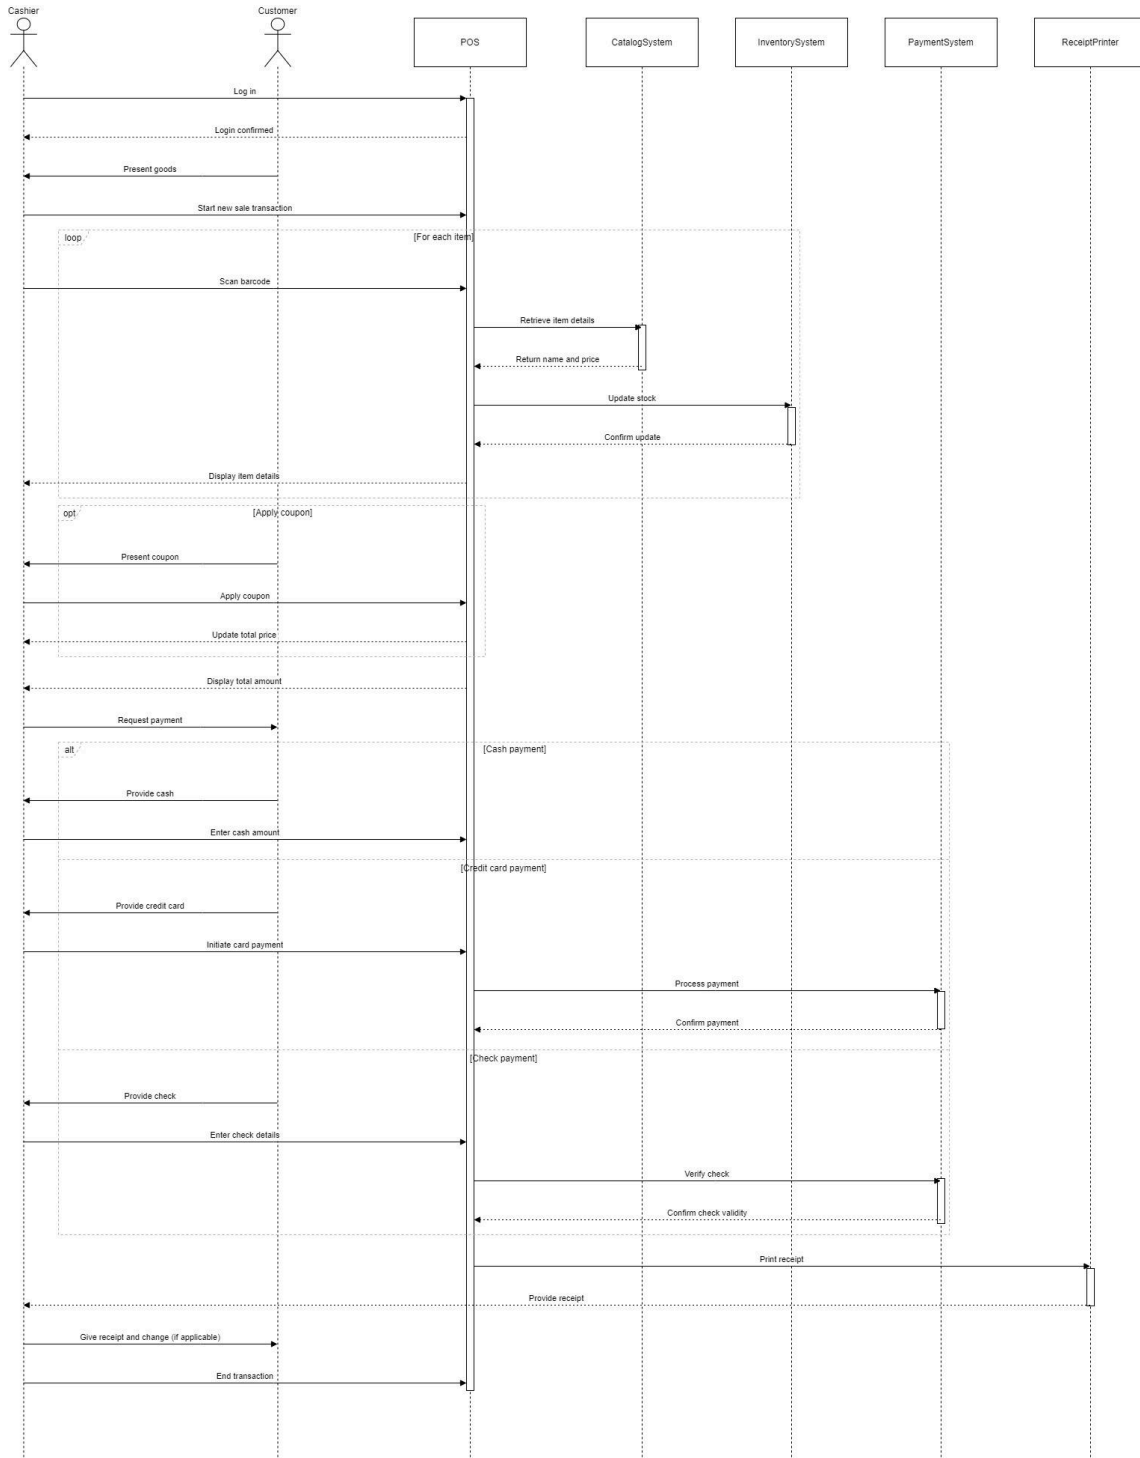 Cashier
Customer
POS
CatalogSystem
InventorySystem
PaymentSystem
ReceiptPrinter
Log in
Login confirmed
Present goods
Start new sale transaction
loop
[For each item]
Scan barcode
Retrieve item details
Return name and price
Update stock
Confirm update
Display item details
opt
[Apply coupon]
Present coupon
Apply coupon
Update total price
Display total amount
Request payment
alt
[Cash payment]
Provide cash
Enter cash amount
[Credit card payment]
Provide credit card
Initiate card payment
Process payment
Confirm payment
[Check payment]
Provide check
Enter check details
Verify check
Confirm check validity
Print receipt
Provide receipt
Give receipt and change (if applicable)
End transaction